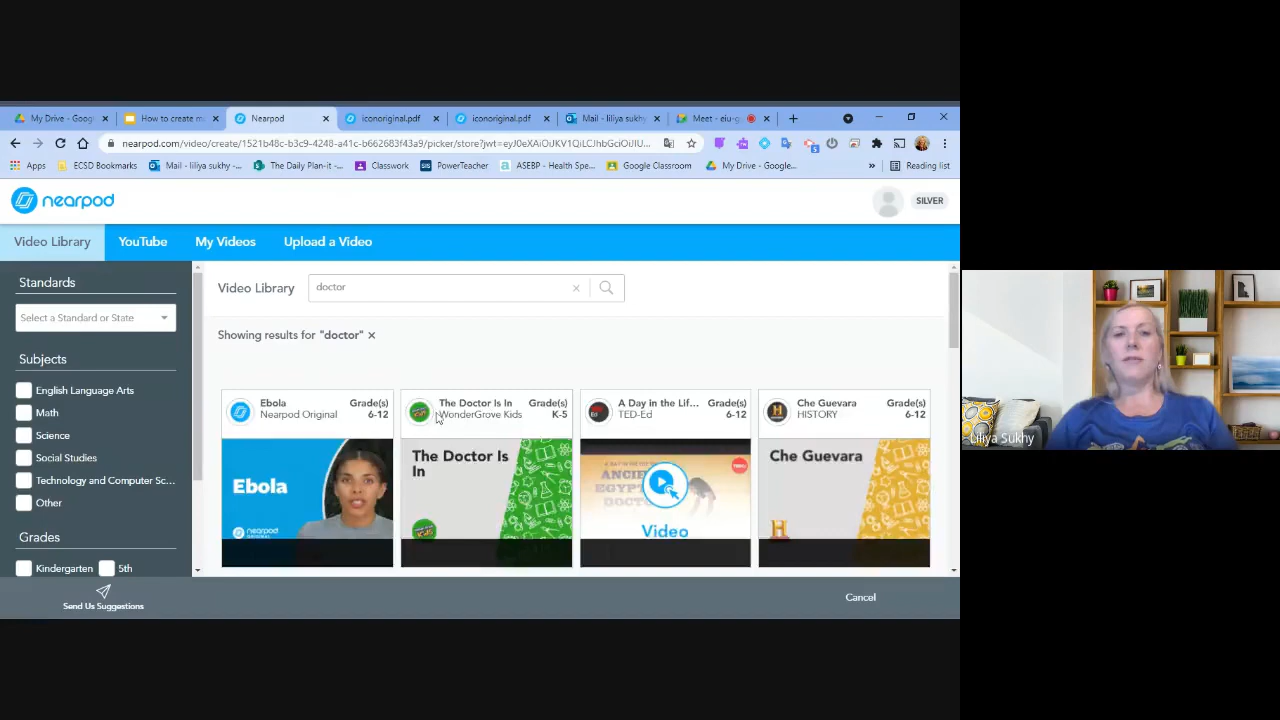 My Drive - Goog
How to create m
Nearpod
iconoriginal.pdf
iconoriginal.pdf
Mail - liliya sukhy
Meet - eiu-g
nearpod.com/video/create/1521b48c-b3c9-4248-a41c-b662683f43a9/picker/store?jwt=eyJ0eXAiOiJKV1QiLCJhbGciOiJIU...
Apps
ECSD Bookmarks
Mail - liliya sukhy -...
The Daily Plan-it -...
Classwork
SIS
PowerTeacher
ASEBP - Health Spe...
Google Classroom
My Drive - Google...
»
Reading list
nearpod
SILVER
Video Library
YouTube
My Videos
Upload a Video
Standards
Select a Standard or State
Subjects
English Language Arts
Math
Science
Social Studies
Technology and Computer Sc...
Other
Grades
Kindergarten
5th
Send Us Suggestions
Video Library
doctor
Showing results for "doctor"
Ebola
Nearpod Original
Grade(s)
6-12
Ebola
nearpod
ORIGINAL
The Doctor Is In
WonderGrove Kids
Grade(s)
K-5
The Doctor Is
In
A Day in the Lif...
TED-Ed
Grade(s)
6-12
Video
Che Guevara
HISTORY
Grade(s)
6-12
Che Guevara
H
Cancel
Liliya Sukhy